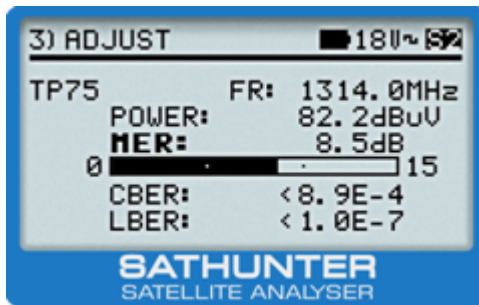 3) ADJUST 18V~ S2
TP75 FR: 1314.0MHz
POWER: 82.2dBuV
MER: 8.5dB
0 15
CBER: <8.9E-4
LBER: <1.0E-7
SATHUNTER
SATELLITE ANALYSER